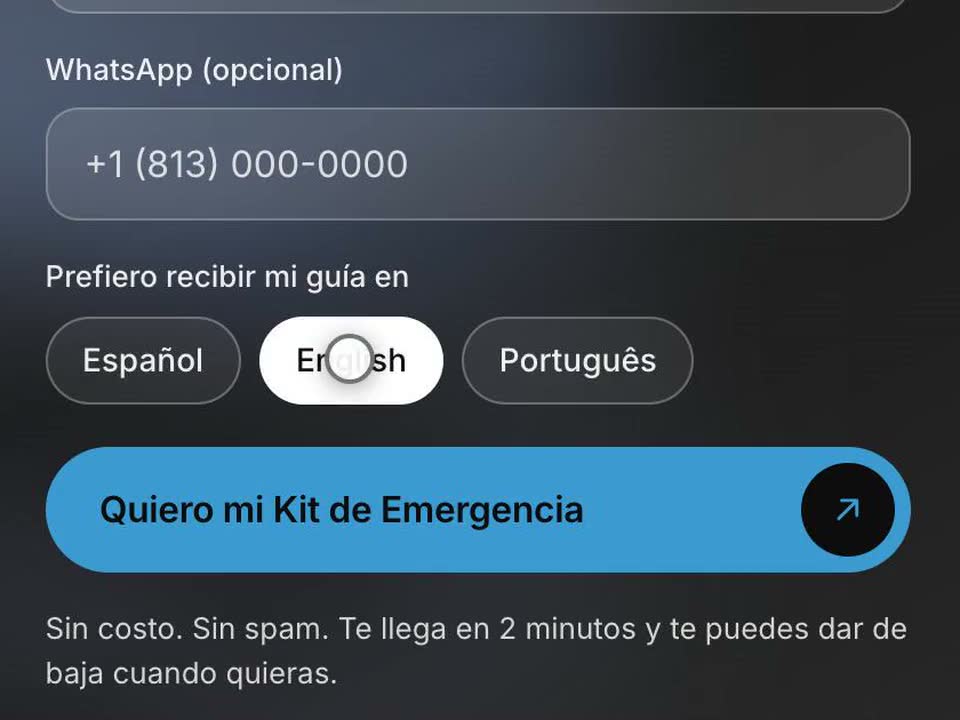 WhatsApp (opcional)
+1 (813) 000-0000
Prefiero recibir mi guía en
Español
English
Português
Quiero mi Kit de Emergencia
Sin costo. Sin spam. Te llega en 2 minutos y te puedes dar de
baja cuando quieras.